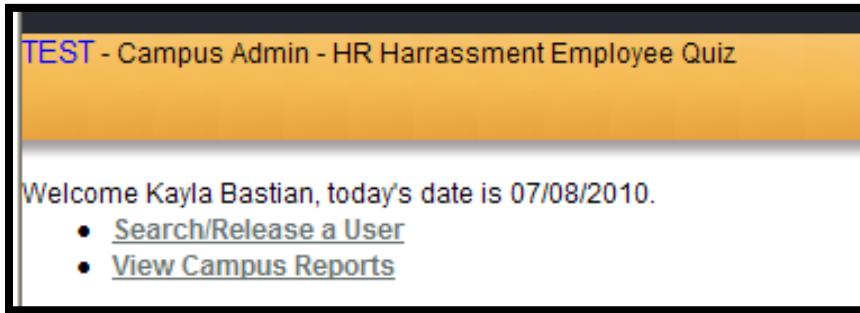 TEST - Campus Admin - HR Harrassment Employee Quiz
Welcome Kayla Bastian, today's date is 07/08/2010.
• Search/Release a User
• View Campus Reports